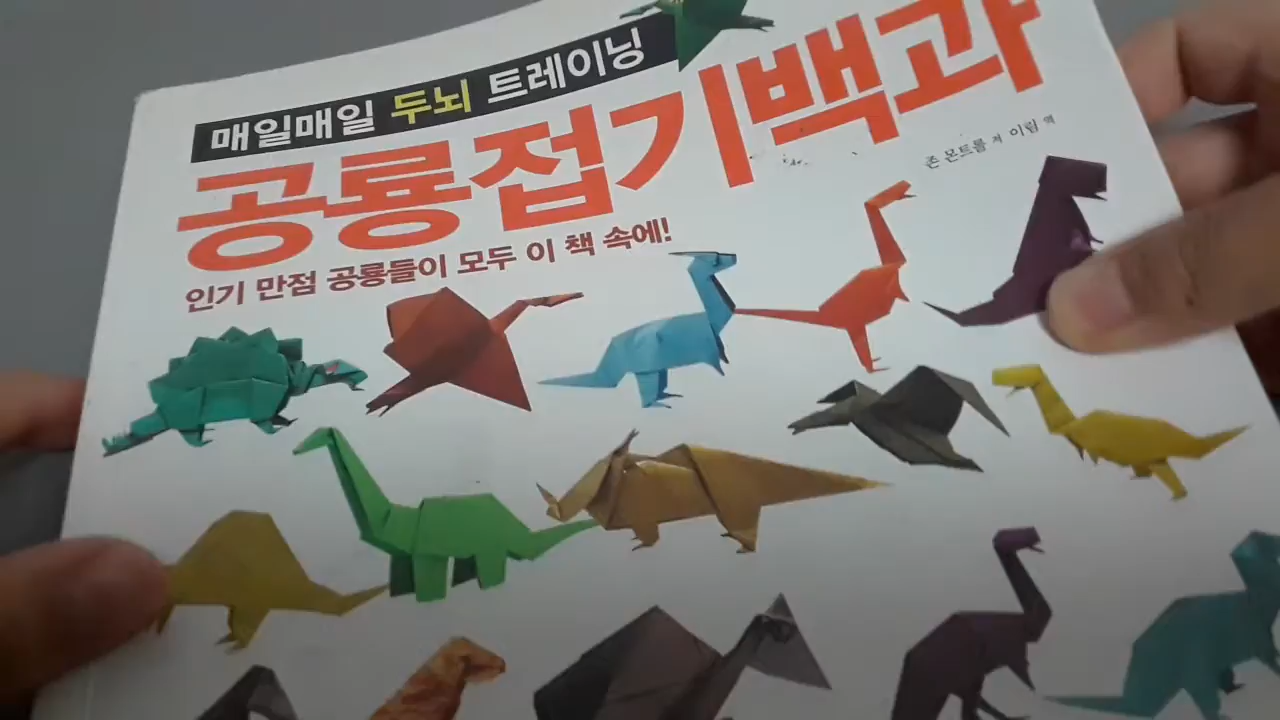 매일매일 두뇌 트레이닝
공룡접기백과
존 몬트롤 저 이림 역
인기 만점 공룡들이 모두 이 책 속에!